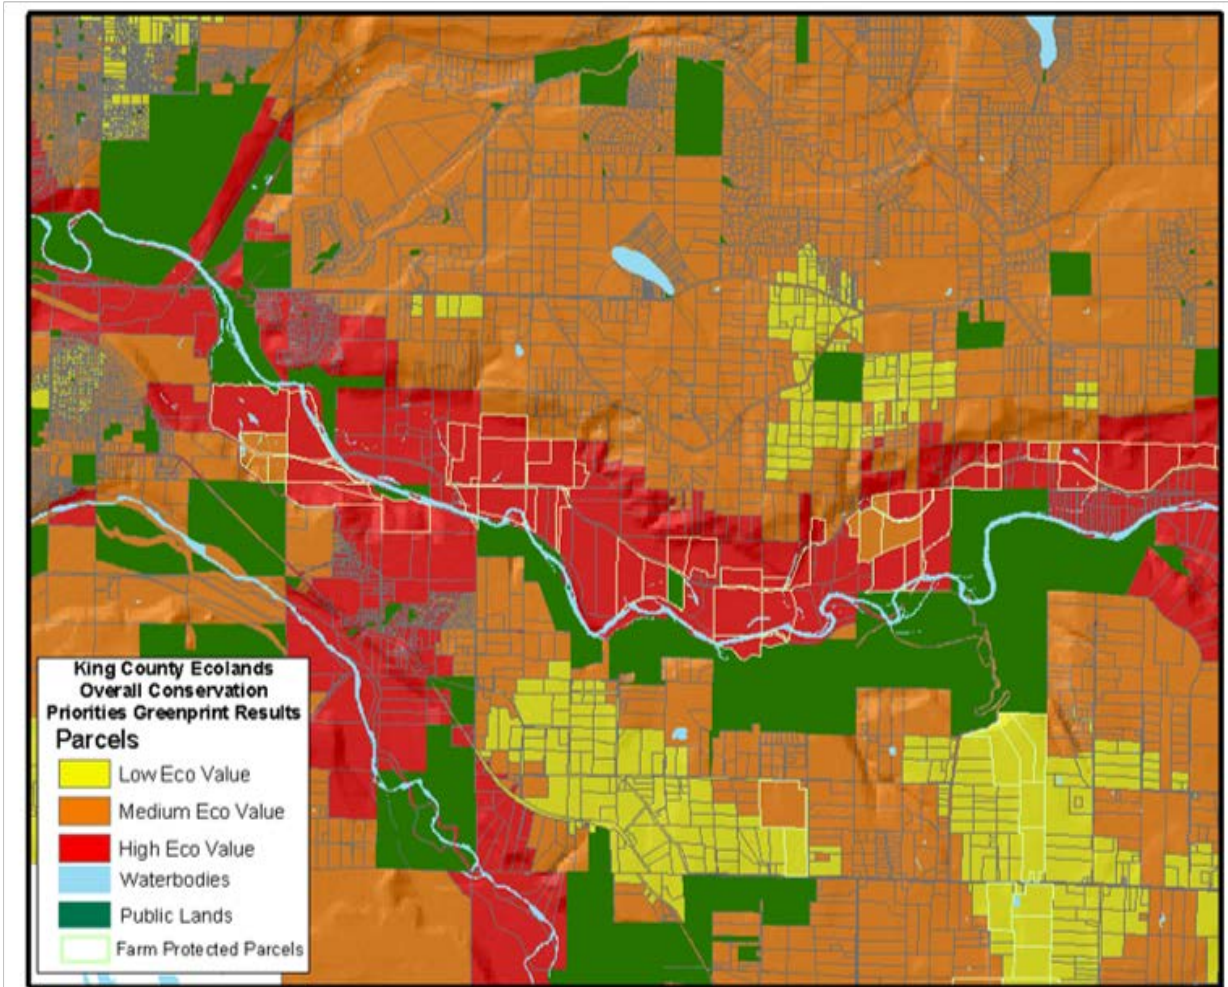 King County Ecolands
Overall Conservation
Priorities Greenprint Results
Parcels
Low Eco Value
Medium Eco Value
High Eco Value
Waterbodies
Public Lands
Farm Protected Parcels